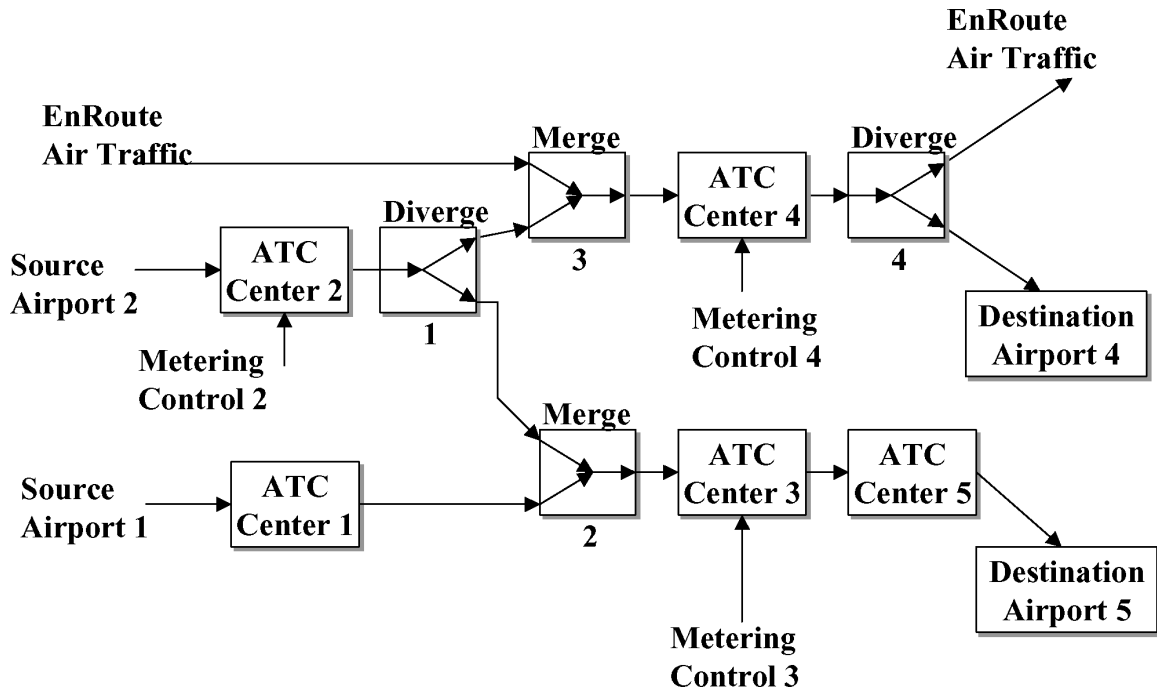 EnRoute
Air Traffic
EnRoute
Air Traffic
Merge
Diverge
ATC
Center 4
Diverge
3
4
Source
Airport 2
ATC
Center 2
1
Metering
Control 4
Destination
Airport 4
Metering
Control 2
Merge
Source
Airport 1
ATC
Center 1
ATC
Center 3
ATC
Center 5
2
Destination
Airport 5
Metering
Control 3